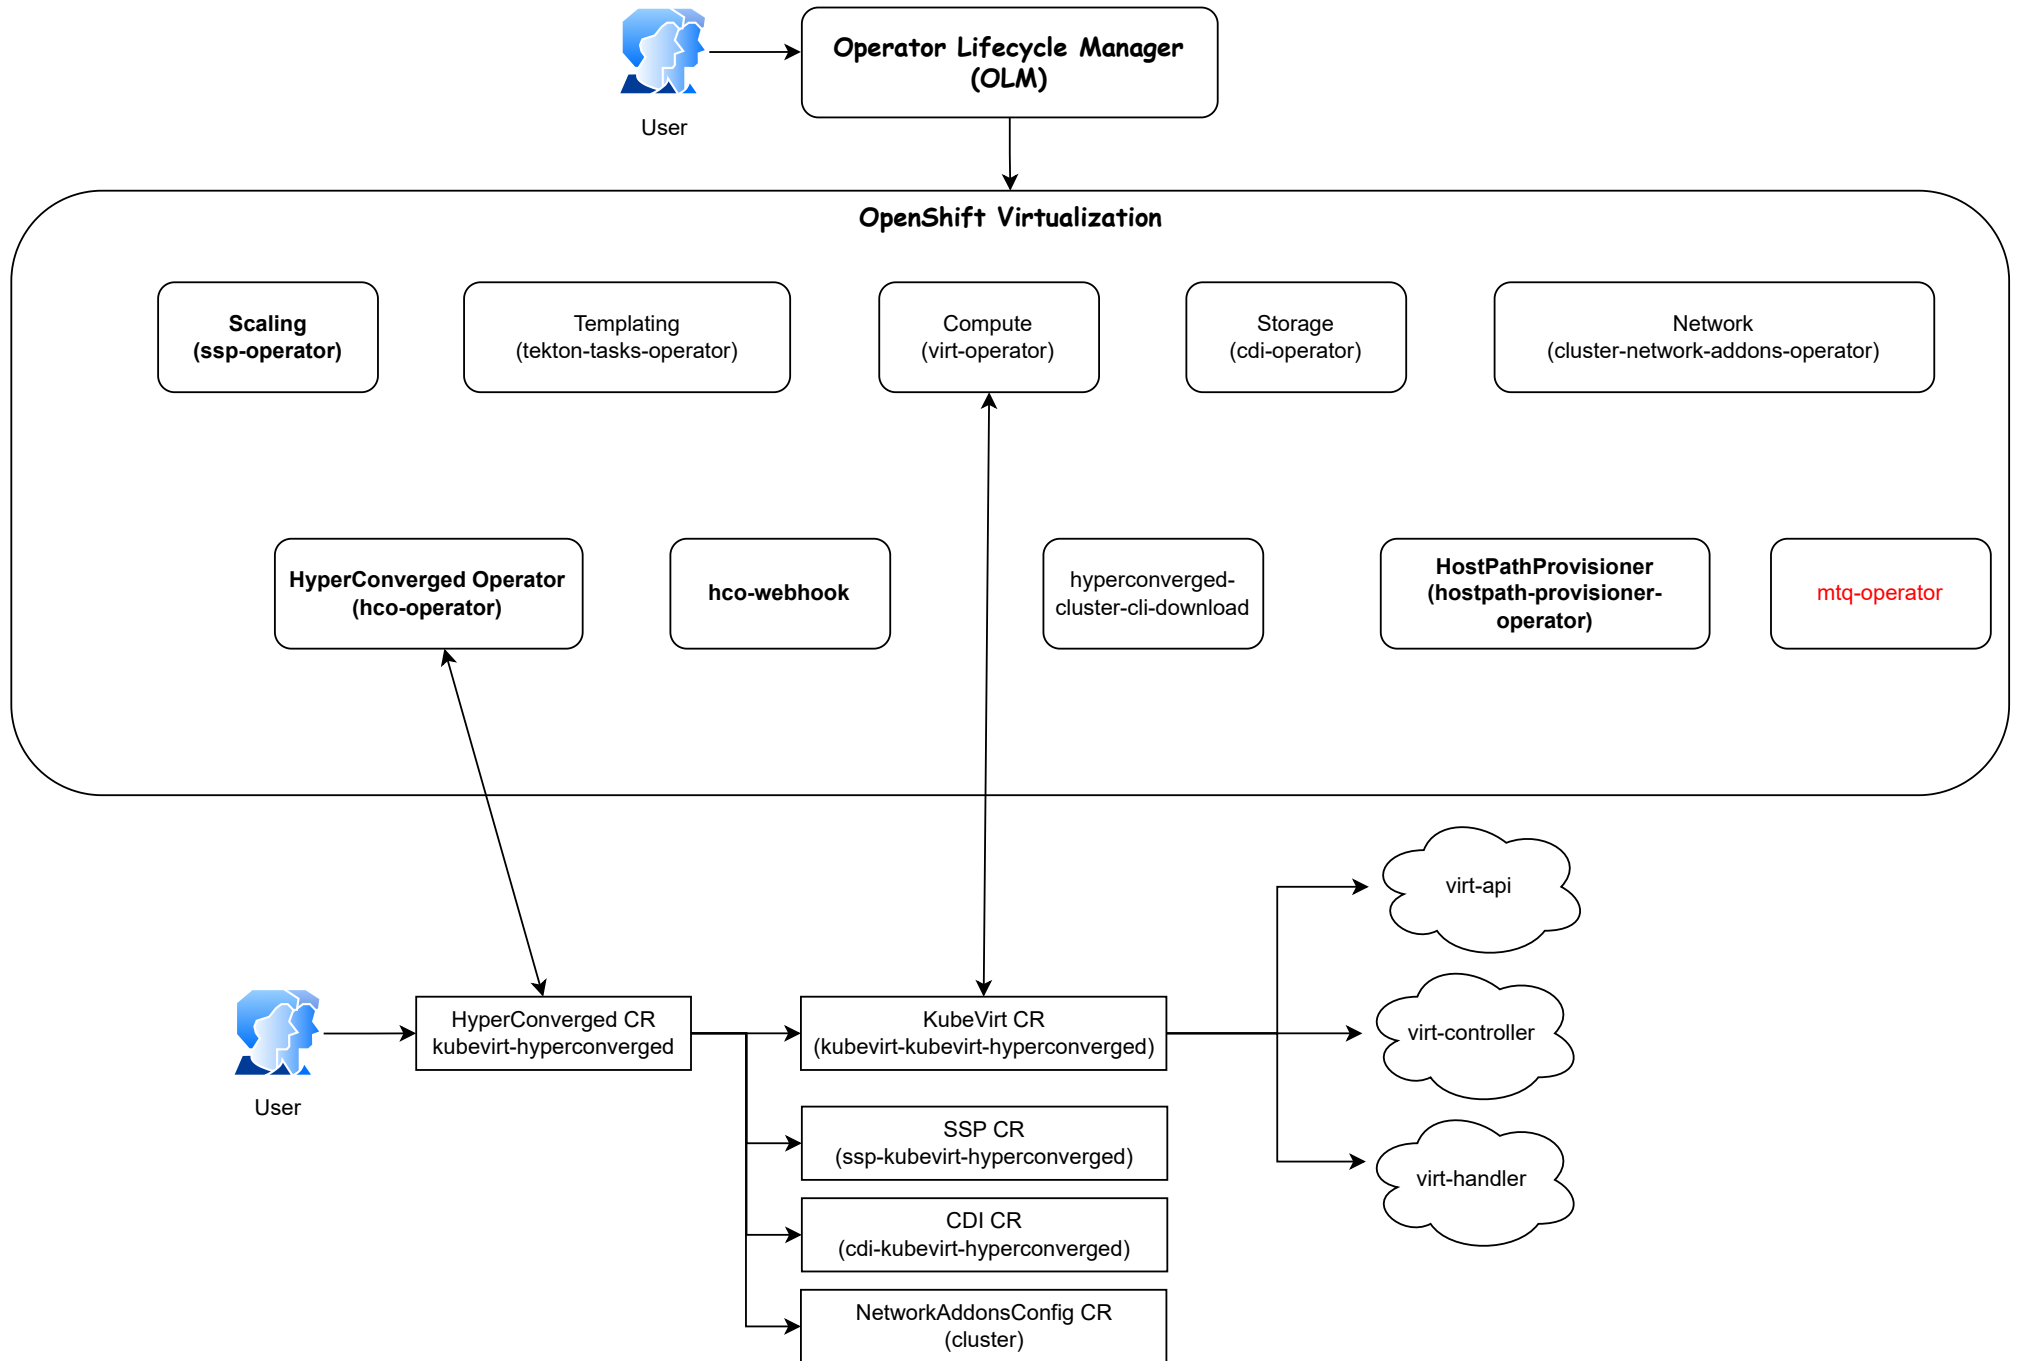 Operator Lifecycle Manager
(OLM)
User
OpenShift Virtualization
Scaling
(ssp-operator)
Templating
(tekton-tasks-operator)
Compute
(virt-operator)
Storage
(cdi-operator)
Network
(cluster-network-addons-operator)
HyperConverged Operator
(hco-operator)
hco-webhook
hyperconverged-
cluster-cli-download
HostPathProvisioner
(hostpath-provisioner-
operator)
mtq-operator
virt-api
virt-controller
virt-handler
User
HyperConverged CR
kubevirt-hyperconverged
KubeVirt CR
(kubevirt-kubevirt-hyperconverged)
SSP CR
(ssp-kubevirt-hyperconverged)
CDI CR
(cdi-kubevirt-hyperconverged)
NetworkAddonsConfig CR
(cluster)